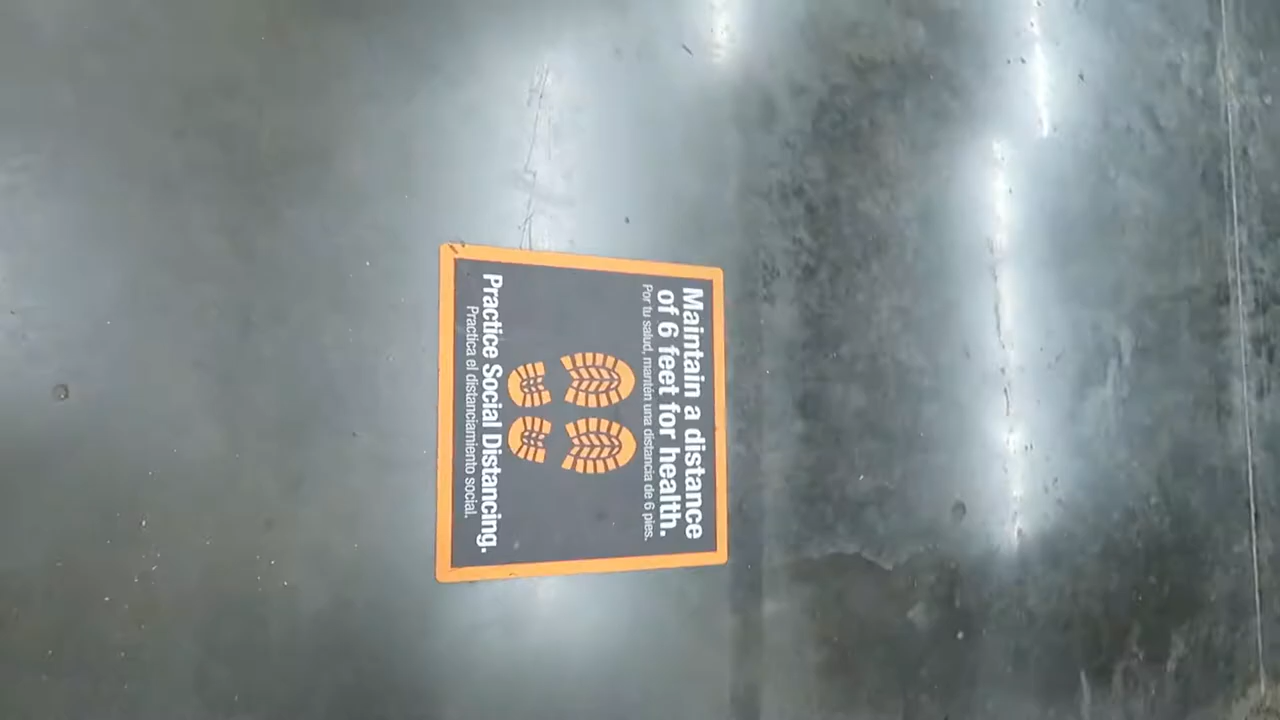 Maintain a distance
of 6 feet for health.
Por tu salud, mantén una distancia de 6 pies.
Practice Social Distancing.
Practica el distanciamiento social.